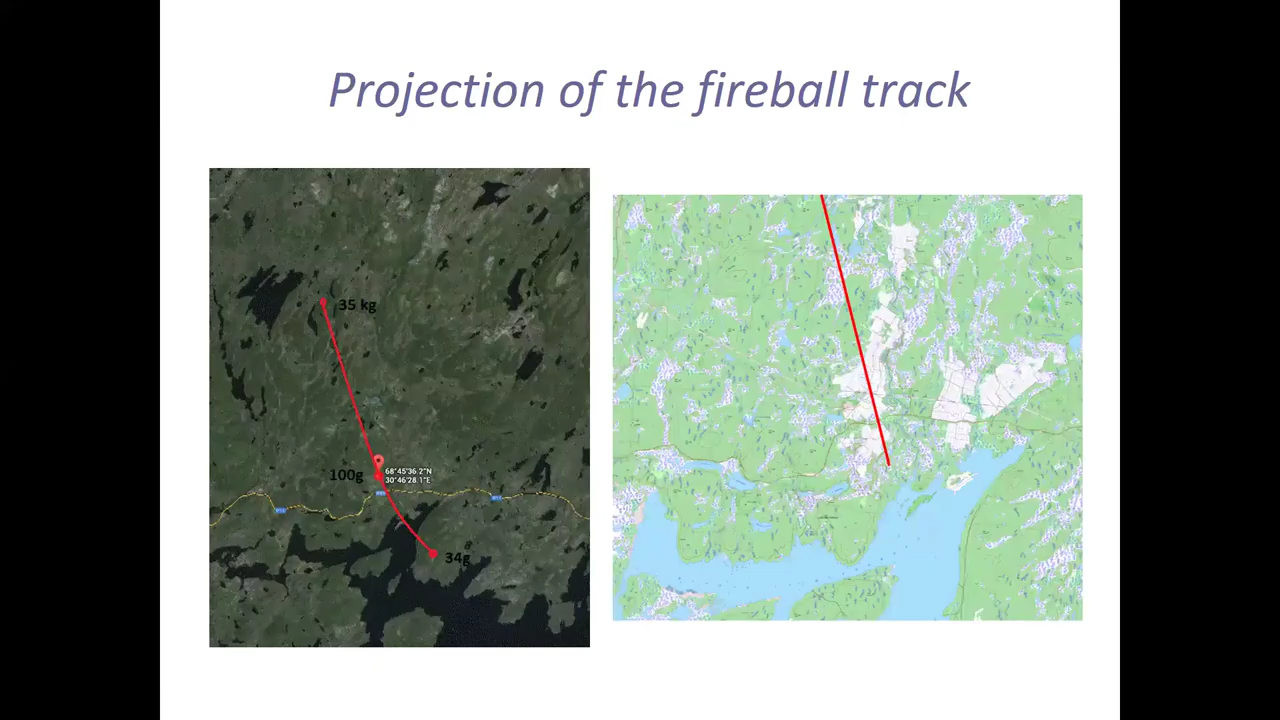 Projection of the fireball track
35 kg
100g
68°45'36.2"N
30°46'28.1"E
34g